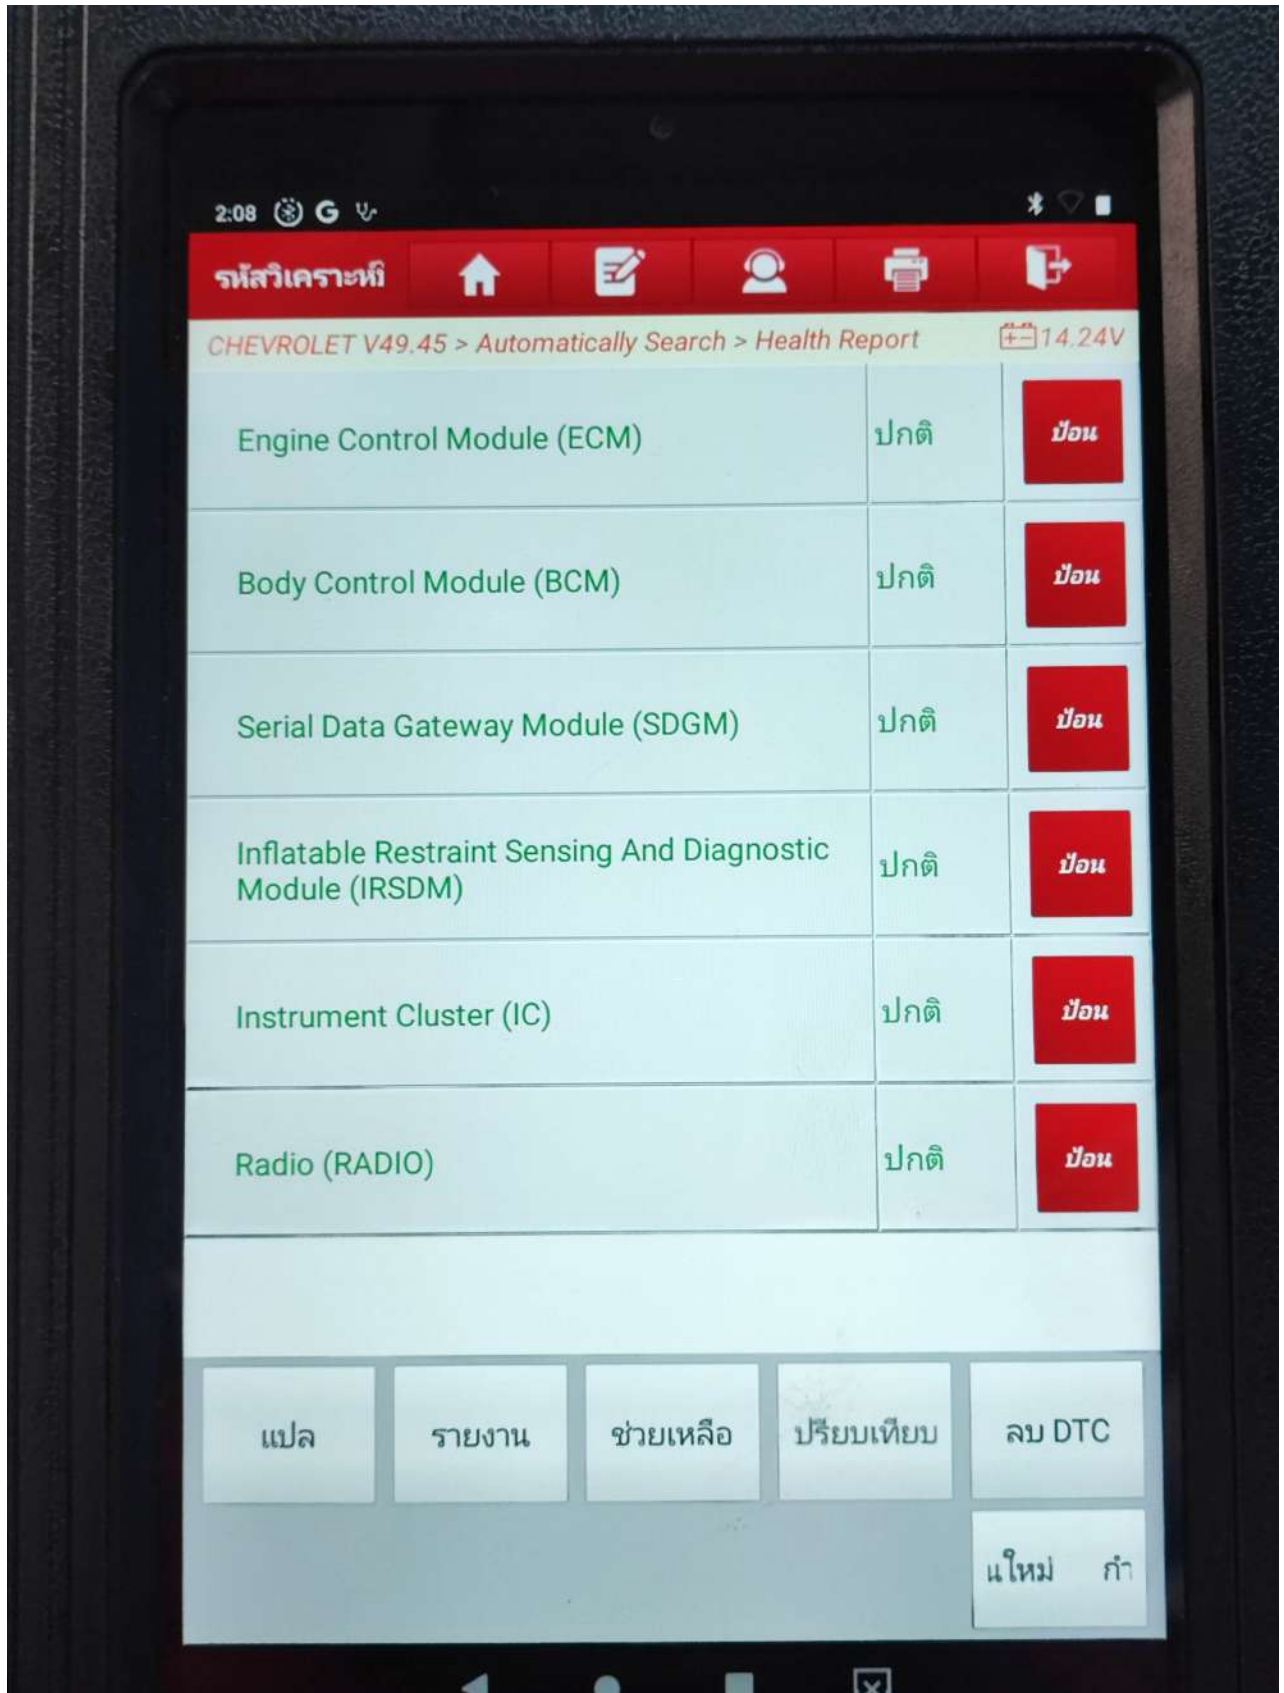 2:08 G
รหัสวิเคราะห์
CHEVROLET V49.45 > Automatically Search > Health Report 14.24V
Engine Control Module (ECM) ปกติ ป้อน
Body Control Module (BCM) ปกติ ป้อน
Serial Data Gateway Module (SDGM) ปกติ ป้อน
Inflatable Restraint Sensing And Diagnostic
Module (IRSDM) ปกติ ป้อน
Instrument Cluster (IC) ปกติ ป้อน
Radio (RADIO) ปกติ ป้อน
แปล รายงาน ช่วยเหลือ ปรียบเทียบ ลบ DTC
แใหม่ กำ